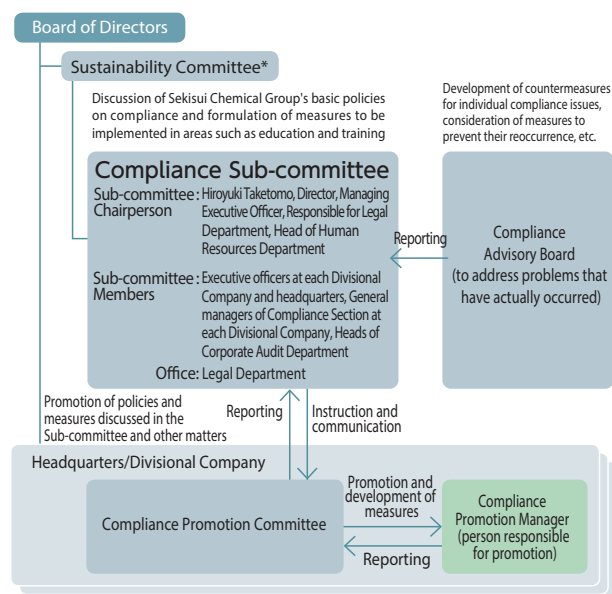 Board of Directors
Sustainability Committee*
Discussion of Sekisui Chemical Group's basic policies
on compliance and formulation of measures to be
implemented in areas such as education and training
Development of countermeasures
for individual compliance issues,
consideration of measures to
prevent their reoccurrence, etc.
Compliance Sub-committee
Sub-committee Chairperson: Hiroyuki Taketomo, Director, Managing
Executive Officer, Responsible for Legal
Department, Head of Human
Resources Department
Sub-committee Members: Executive officers at each Divisional
Company and headquarters, General
managers of Compliance Section at
each Divisional Company, Heads of
Corporate Audit Department
Office: Legal Department
Reporting
Compliance
Advisory Board
(to address problems that
have actually occurred)
Promotion of policies and
measures discussed in the
Sub-committee and other matters
Reporting
Instruction and
communication
Headquarters/Divisional Company
Compliance Promotion Committee
Promotion and
development of
measures
Reporting
Compliance
Promotion Manager
(person responsible
for promotion)